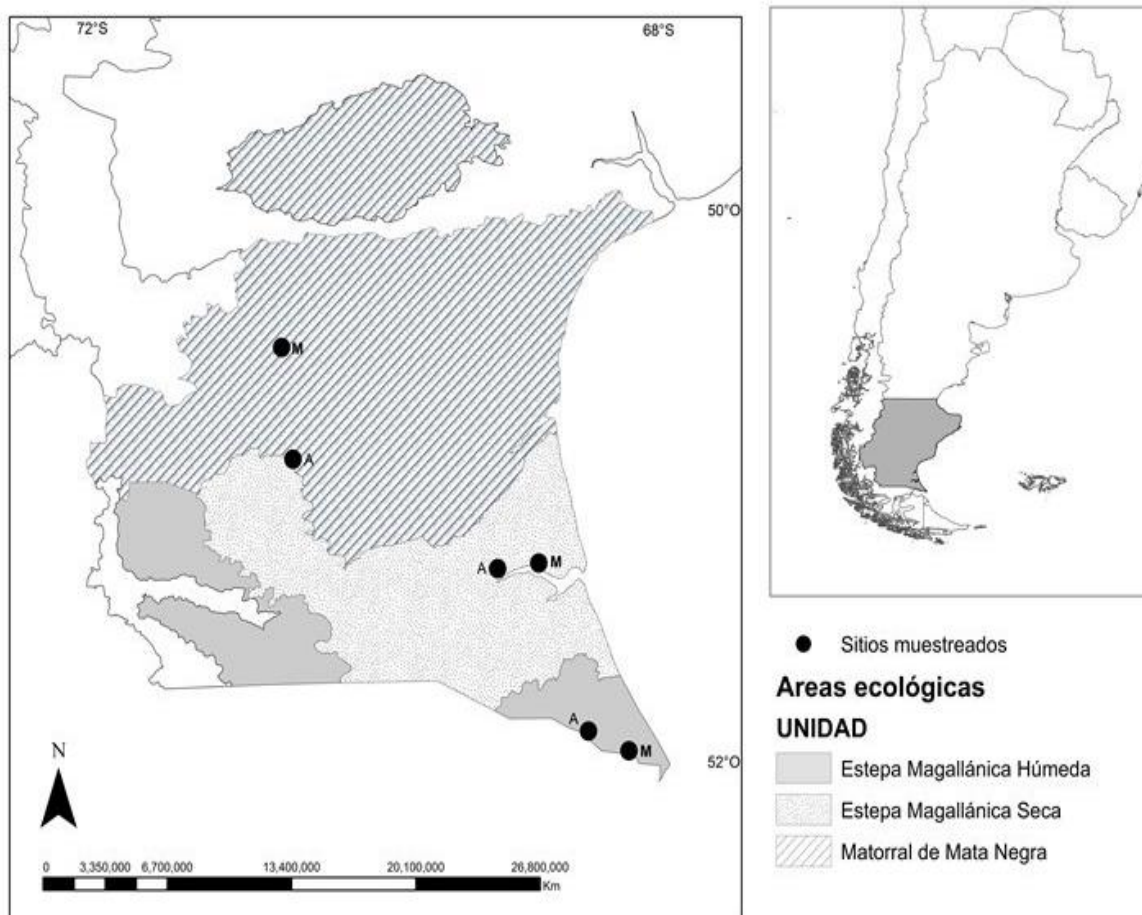 72°S
68°S
50°O
M
A
A
M
A
M
52°O
N
0 3,350,000 6,700,000 13,400,000 20,100,000 26,800,000
Km
Sitios muestreados
Areas ecológicas
UNIDAD
Estepa Magallánica Húmeda
Estepa Magallánica Seca
Matorral de Mata Negra